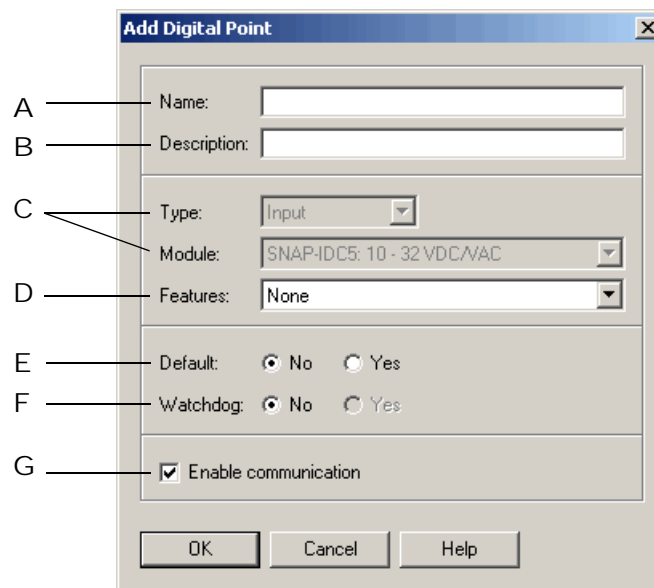 Add Digital Point
A
Name:
B
Description:
C
Type:
Input
Module:
SNAP-IDC5: 10 - 32 VDC/VAC
D
Features:
None
E
Default:
No
Yes
F
Watchdog:
No
Yes
G
Enable communication
OK
Cancel
Help